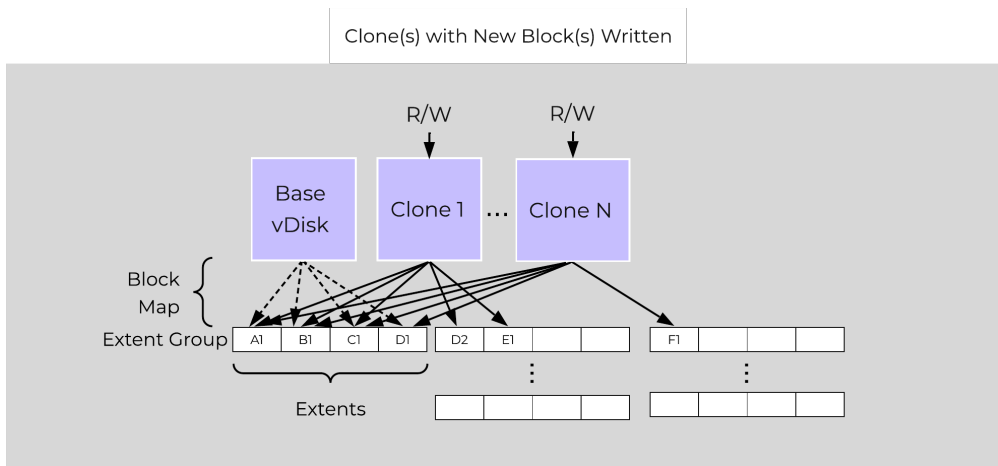 Clone(s) with New Block(s) Written
R/W
R/W
Base
vDisk
Clone 1
...
Clone N
Block
Map
Extent Group
A1
B1
C1
D1
D2
E1
F1
Extents